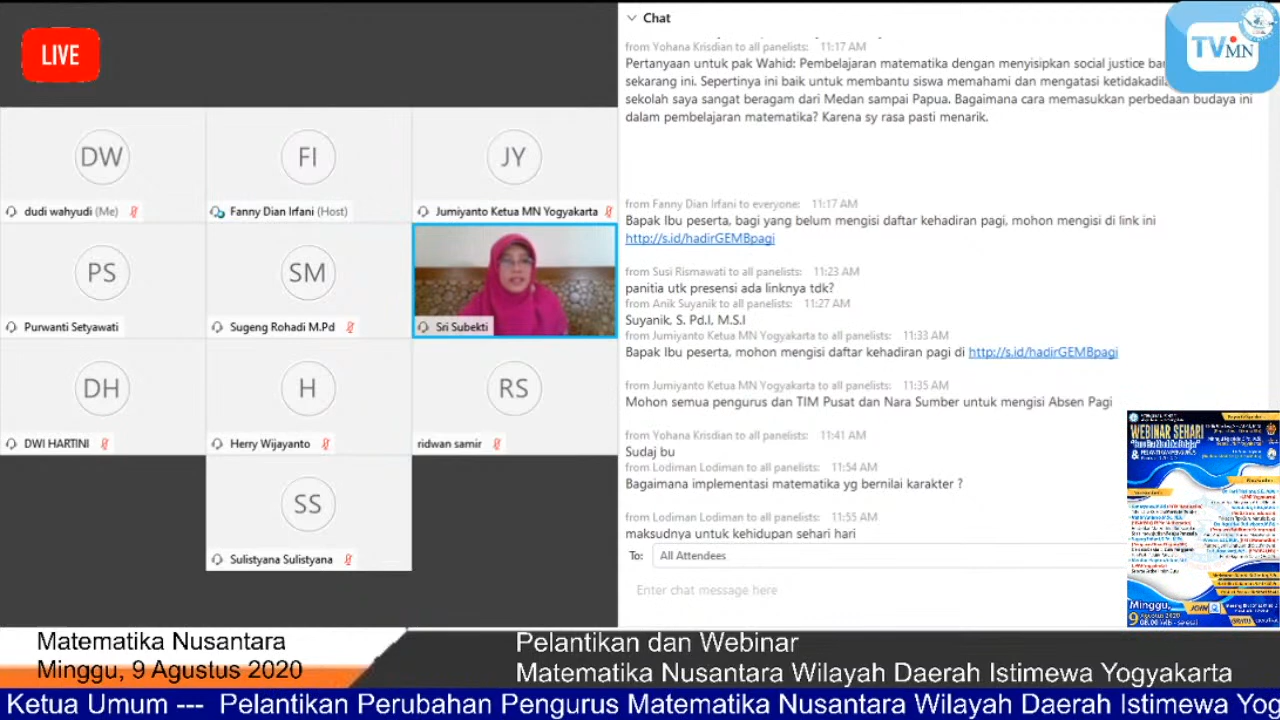 LIVE
Chat
TVMN
from Yohana Krisdian to all panelists: 11:17 AM
Pertanyaan untuk pak Wahid: Pembelajaran matematika dengan menyisipkan social justice
sekarang ini. Sepertinya ini baik untuk membantu siswa memahami dan mengatasi
sekolah saya sangat beragam dari Medan sampai Papua. Bagaimana cara memasukkan perbedaan budaya ini
dalam pembelajaran matematika? Karena sy rasa pasti menarik.
from Fanny Dian Irfani to everyone: 11:17 AM
Bapak Ibu peserta, bagi yang belum mengisi daftar kehadiran pagi, mohon mengisi di link ini
http://s.id/hadirGEMBpagi
from Susi Rismawati to all panelists: 11:23 AM
panitia utk presensi ada linknya tdk?
from Anik Suyanik to all panelists: 11:27 AM
Suyanik. S. Pd.I, M.S.I
from Jumiyanto Ketua MN Yogyakarta to all panelists: 11:33 AM
Bapak Ibu peserta, mohon mengisi daftar kehadiran pagi di http://s.id/hadirGEMBpagi
from Jumiyanto Ketua MN Yogyakarta to all panelists: 11:35 AM
Mohon semua pengurus dan TIM Pusat dan Nara Sumber untuk mengisi Absen Pagi
from Yohana Krisdian to all panelists: 11:41 AM
Sudaj bu
from Lodiman Lodiman to all panelists: 11:54 AM
Bagaimana implementasi matematika yg bernilai karakter ?
from Lodiman Lodiman to all panelists: 11:55 AM
maksudnya untuk kehidupan sehari hari
To: All Attendees
Enter chat message here
DW
dudi wahyudi (Me)
FI
Fanny Dian Irfani (Host)
JY
Jumiyanto Ketua MN Yogyakarta
PS
Purwanti Setyawati
SM
Sugeng Rohadi M.Pd
Sri Subekti
DH
DWI HARTINI
H
Herry Wijayanto
RS
ridwan samir
SS
Sulistyana Sulistyana
WEBINAR SEHARI
Minggu,
9 Agustus 2020
JOIN
Matematika Nusantara
Minggu, 9 Agustus 2020
Pelantikan dan Webinar
Matematika Nusantara Wilayah Daerah Istimewa Yogyakarta
Ketua Umum --- Pelantikan Perubahan Pengurus Matematika Nusantara Wilayah Daerah Istimewa Yog